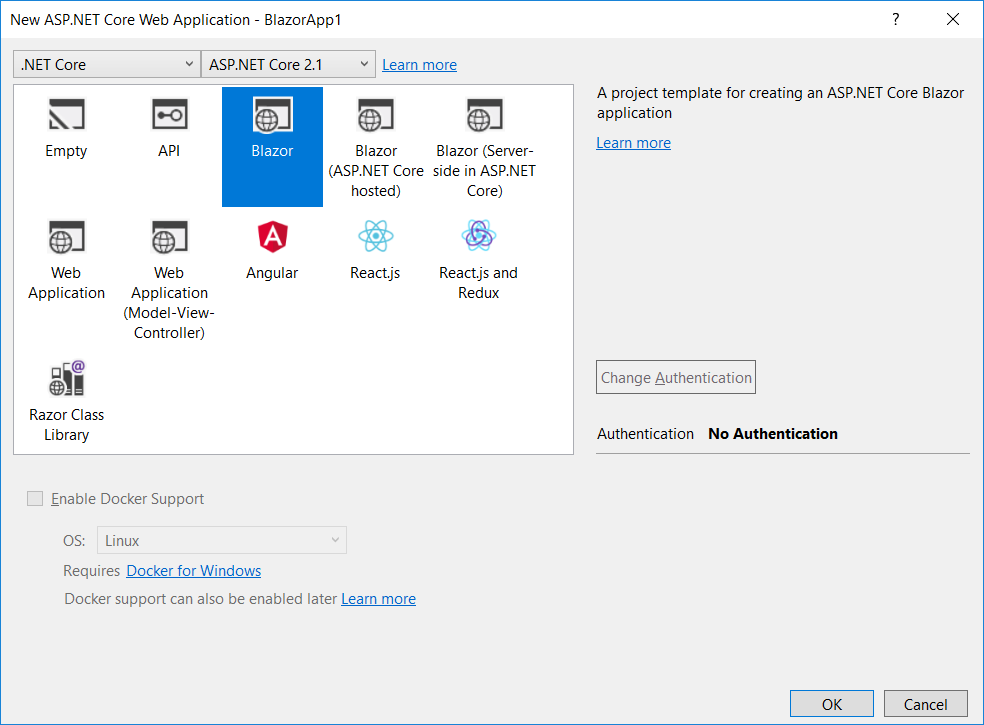 New ASP.NET Core Web Application - BlazorApp1
?
.NET Core
ASP.NET Core 2.1
Learn more
Empty
API
Blazor
Blazor
(ASP.NET Core
hosted)
Blazor (Server-
side in ASP.NET
Core)
Web
Application
Web
Application
(Model-View-
Controller)
Angular
React.js
React.js and
Redux
Razor Class
Library
A project template for creating an ASP.NET Core Blazor
application
Learn more
Change Authentication
Authentication No Authentication
Enable Docker Support
OS: Linux
Requires Docker for Windows
Docker support can also be enabled later Learn more
OK
Cancel